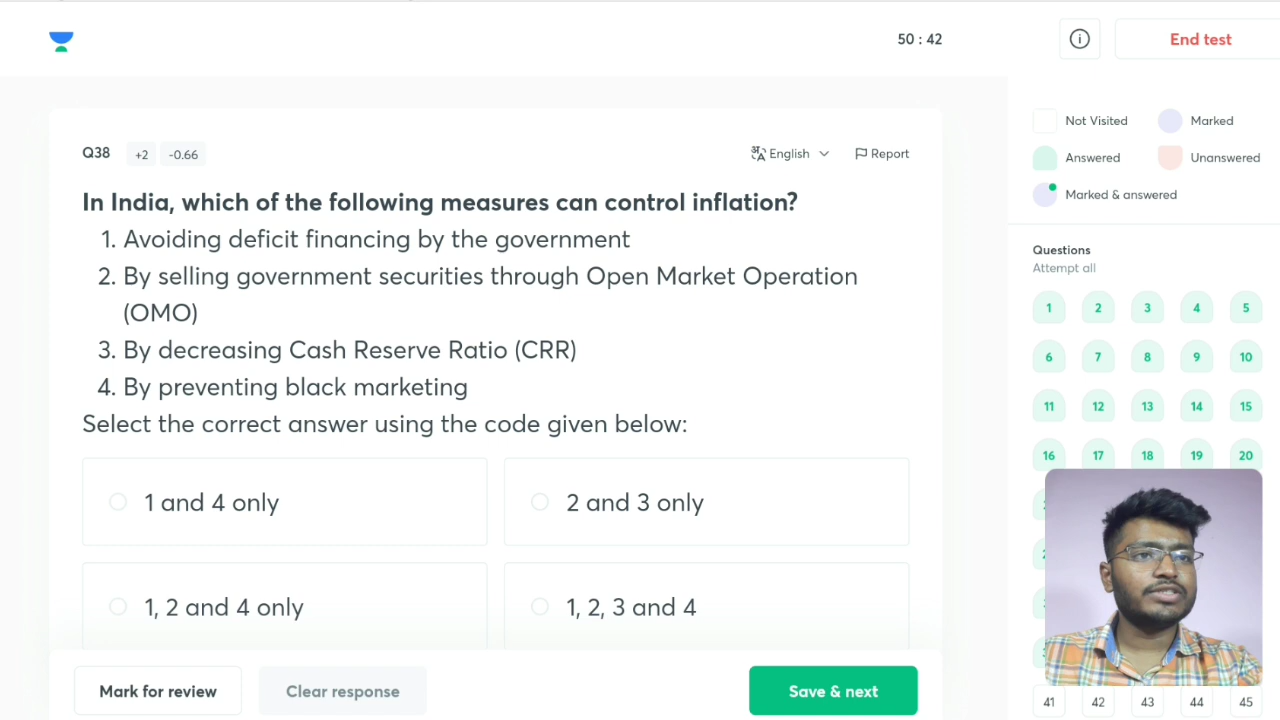 50 : 42
End test
Not Visited
Marked
Answered
Unanswered
Marked & answered
Q38
+2
-0.66
English
Report
In India, which of the following measures can control inflation?
1. Avoiding deficit financing by the government
2. By selling government securities through Open Market Operation
(OMO)
3. By decreasing Cash Reserve Ratio (CRR)
4. By preventing black marketing
Select the correct answer using the code given below:
1 and 4 only
2 and 3 only
1, 2 and 4 only
1, 2, 3 and 4
Mark for review
Clear response
Save & next
Questions
Attempt all
1 2 3 4 5
6 7 8 9 10
11 12 13 14 15
16 17 18 19 20
41 42 43 44 45